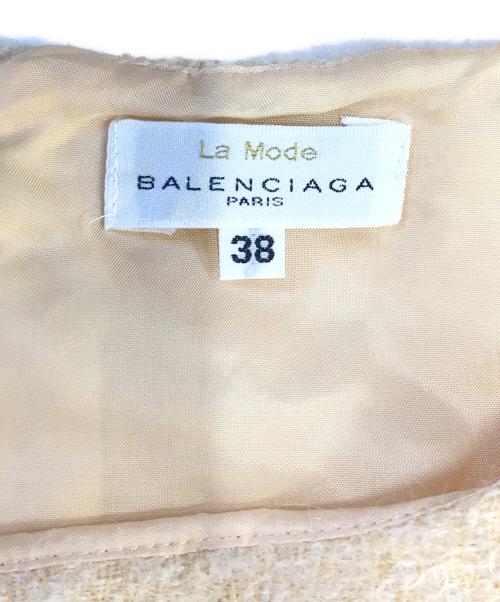 La Mode
BALENCIAGA
PARIS
38